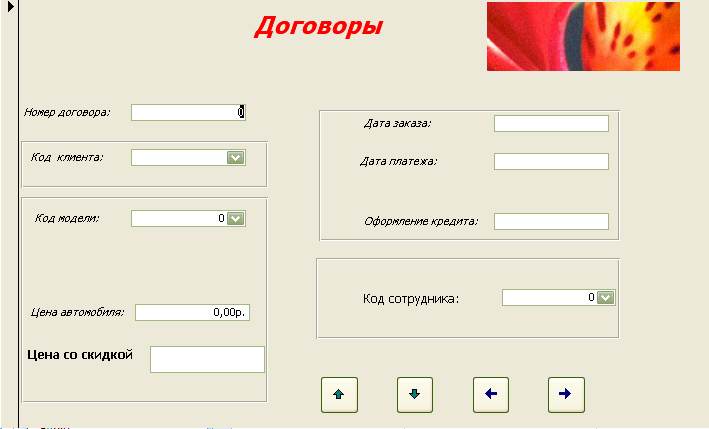 Договоры
Номер договора: 0
Код клиента:
Код модели: 0
Цена автомобиля: 0,00р.
Цена со скидкой
Дата заказа:
Дата платежа:
Оформление кредита:
Код сотрудника: 0